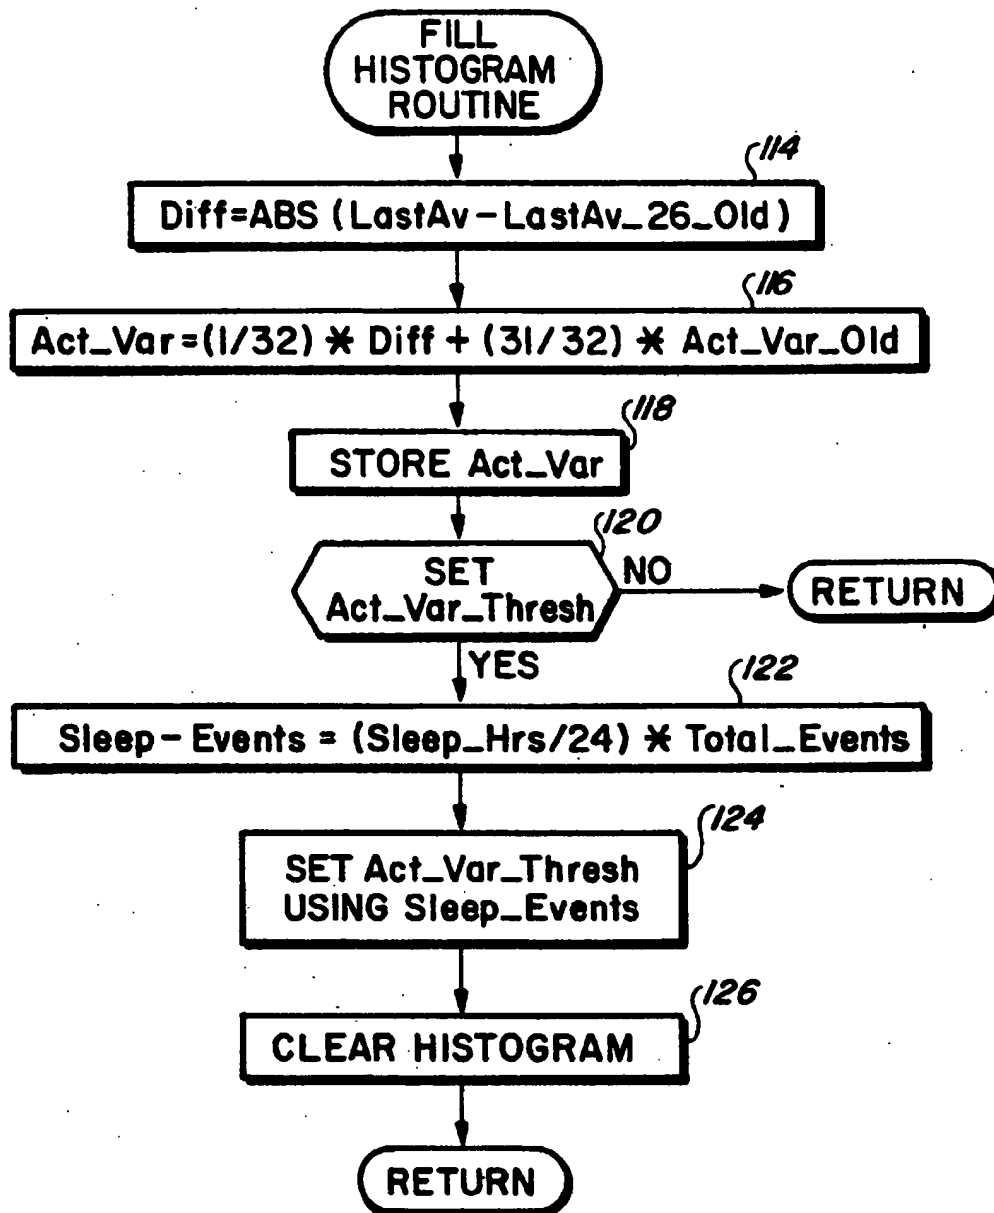 FILL
HISTOGRAM
ROUTINE
114
Diff=ABS (LastAv-LastAv_26_Old)
116
Act_Var=(1/32) * Diff + (31/32) * Act_Var_Old
118
STORE Act_Var
120
SET
Act_Var_Thresh
NO
RETURN
YES
122
Sleep-Events = (Sleep_Hrs/24) * Total_Events
124
SET Act_Var_Thresh
USING Sleep_Events
126
CLEAR HISTOGRAM
RETURN